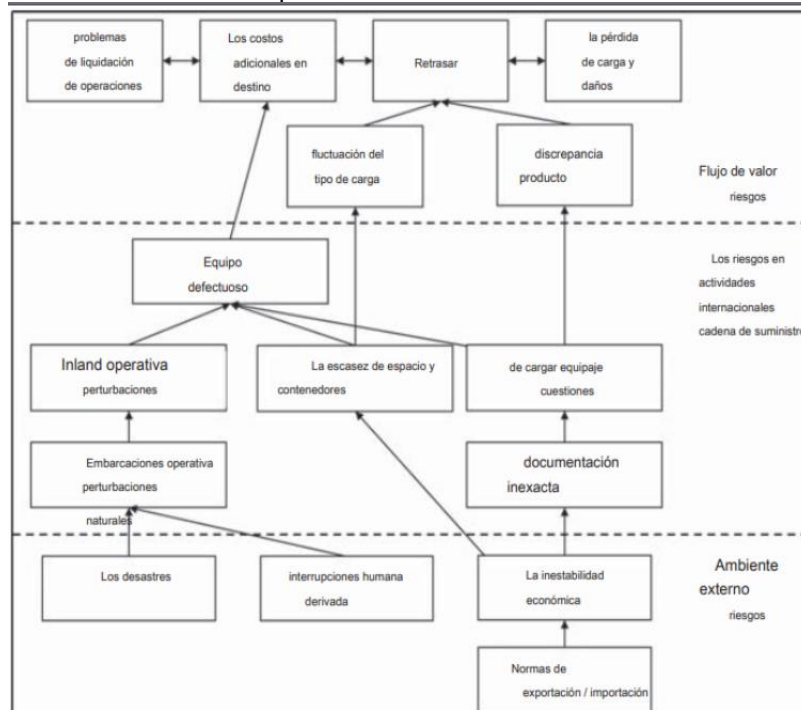 problemas
de liquidación
de operaciones
Los costos
adicionales en
destino
Retrasar
la pérdida
de carga y
daños
fluctuación del
tipo de carga
discrepancia
producto
Flujo de valor
riesgos
Equipo
defectuoso
Los riesgos en
actividades
internacionales
cadena de suministro
Inland operativa
perturbaciones
La escasez de espacio y
contenedores
de cargar equipaje
cuestiones
Embarcaciones operativa
perturbaciones
naturales
documentación
inexacta
Los desastres
interrupciones humana
derivada
La inestabilidad
económica
Ambiente
externo
riesgos
Normas de
exportación / importación